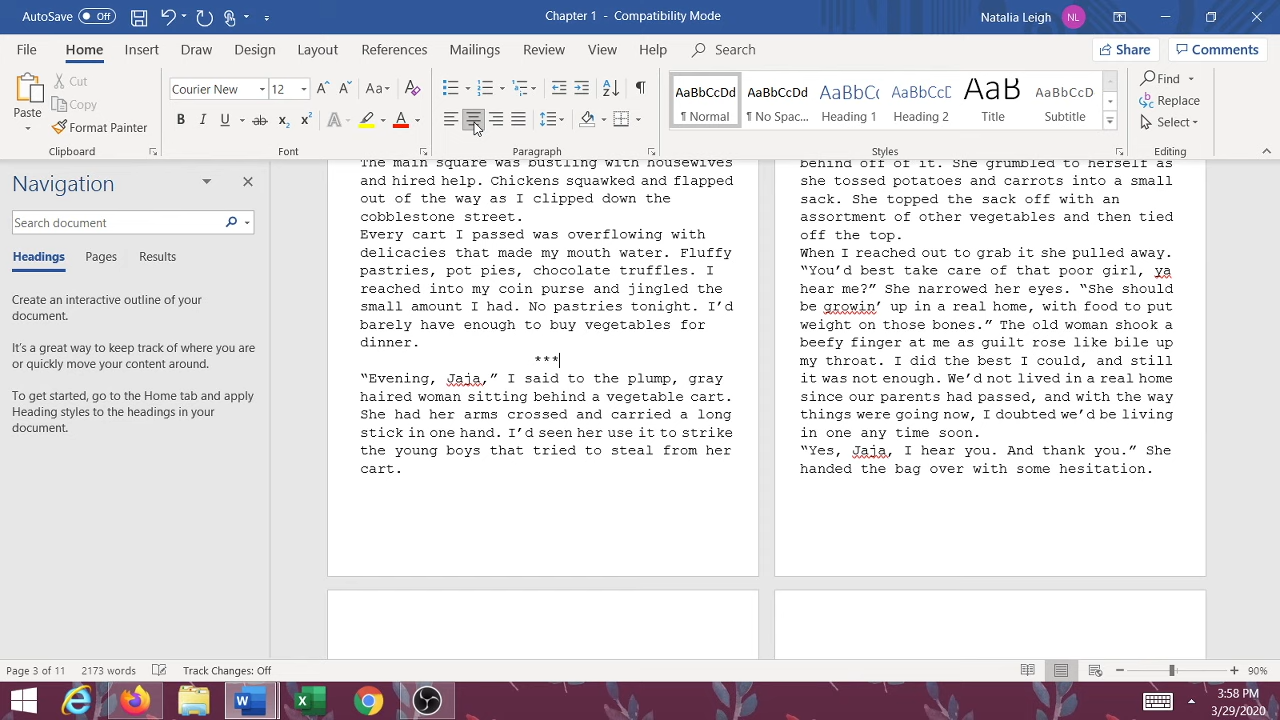 AutoSave Off
Chapter 1 - Compatibility Mode
Natalia Leigh NL
File Home Insert Draw Design Layout References Mailings Review View Help Search
Share Comments
Paste
Cut
Copy
Format Painter
Clipboard
Courier New 12
Font
Paragraph
AaBbCcDd AaBbCcDd AaBbCc AaBbCcD AaB AaBbCcD
¶ Normal ¶ No Spac... Heading 1 Heading 2 Title Subtitle
Styles
Find
Replace
Select
Editing
Navigation
Search document
Headings Pages Results
Create an interactive outline of your
document.
It's a great way to keep track of where you are
or quickly move your content around.
To get started, go to the Home tab and apply
Heading styles to the headings in your
document.
The main square was bustling with housewives
and hired help. Chickens squawked and flapped
out of the way as I clipped down the
cobblestone street.
Every cart I passed was overflowing with
delicacies that made my mouth water. Fluffy
pastries, pot pies, chocolate truffles. I
reached into my coin purse and jingled the
small amount I had. No pastries tonight. I’d
barely have enough to buy vegetables for
dinner.
***
“Evening, Jaja,” I said to the plump, gray
haired woman sitting behind a vegetable cart.
She had her arms crossed and carried a long
stick in one hand. I’d seen her use it to strike
the young boys that tried to steal from her
cart.
behind off of it. She grumbled to herself as
she tossed potatoes and carrots into a small
sack. She topped the sack off with an
assortment of other vegetables and then tied
off the top.
When I reached out to grab it she pulled away.
“You’d best take care of that poor girl, ya
hear me?” She narrowed her eyes. “She should
be growin’ up in a real home, with food to put
weight on those bones.” The old woman shook a
beefy finger at me as guilt rose like bile up
my throat. I did the best I could, and still
it was not enough. We’d not lived in a real home
since our parents had passed, and with the way
things were going now, I doubted we’d be living
in one any time soon.
“Yes, Jaja, I hear you. And thank you.” She
handed the bag over with some hesitation.
Page 3 of 11 2173 words Track Changes: Off
90%
3:58 PM
3/29/2020